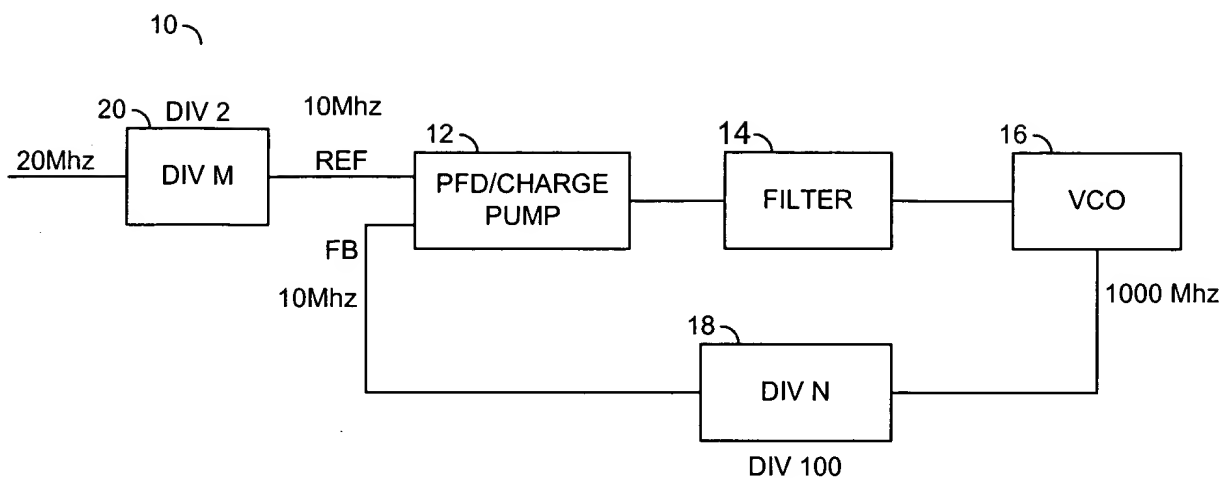 10
20
DIV 2
10Mhz
20Mhz
DIV M
REF
12
PFD/CHARGE
PUMP
14
FILTER
16
VCO
FB
10Mhz
1000 Mhz
18
DIV N
DIV 100